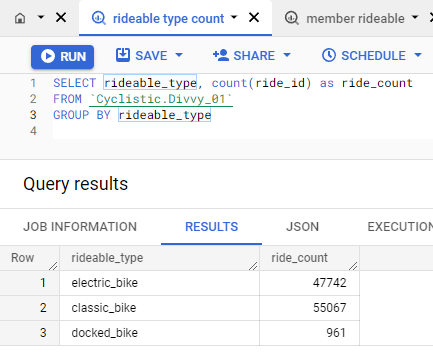 rideable type count
member rideable
RUN
SAVE
SHARE
SCHEDULE
1 SELECT rideable_type, count(ride_id) as ride_count
2 FROM `Cyclistic.Divvy_01`
3 GROUP BY rideable_type
4
Query results
JOB INFORMATION RESULTS JSON EXECUTION
Row rideable_type ride_count
1 electric_bike 47742
2 classic_bike 55067
3 docked_bike 961